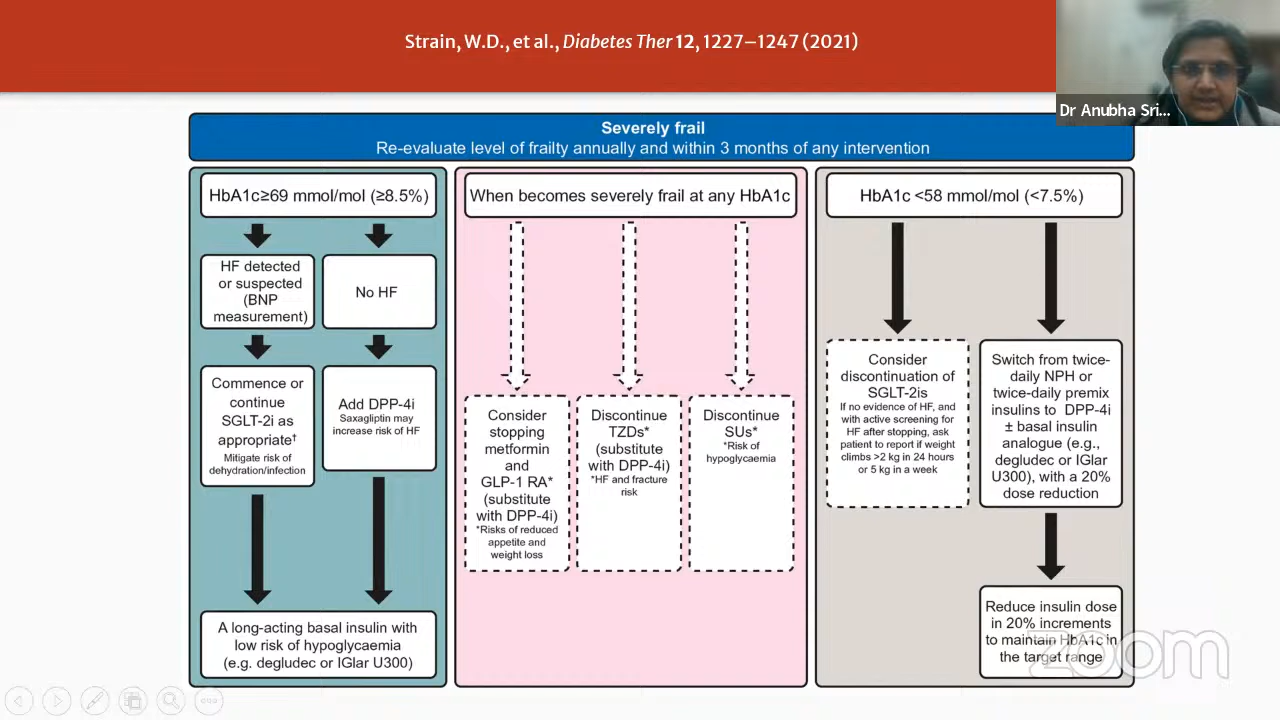 Strain, W.D., et al., Diabetes Ther 12, 1227–1247 (2021)
Dr Anubha Sri...
Severely frail
Re-evaluate level of frailty annually and within 3 months of any intervention
HbA1c≥69 mmol/mol (≥8.5%)
HF detected
or suspected
(BNP
measurement)
No HF
Commence or
continue
SGLT-2i as
appropriate†
Mitigate risk of
dehydration/infection
Add DPP-4i
Saxagliptin may
increase risk of HF
A long-acting basal insulin with
low risk of hypoglycaemia
(e.g. degludec or IGlar U300)
When becomes severely frail at any HbA1c
Consider
stopping
metformin
and
GLP-1 RA*
(substitute
with DPP-4i)
*Risks of reduced
appetite and
weight loss
Discontinue
TZDs*
(substitute
with DPP-4i)
*HF and fracture
risk
Discontinue
SUs*
*Risk of
hypoglycaemia
HbA1c <58 mmol/mol (<7.5%)
Consider
discontinuation of
SGLT-2is
If no evidence of HF, and
with active screening for
HF after stopping, ask
patient to report if weight
climbs >2 kg in 24 hours
or 5 kg in a week
Switch from twice-
daily NPH or
twice-daily premix
insulins to DPP-4i
± basal insulin
analogue (e.g.,
degludec or IGlar
U300), with a 20%
dose reduction
Reduce insulin dose
in 20% increments
to maintain HbA1c in
the target range
zoom